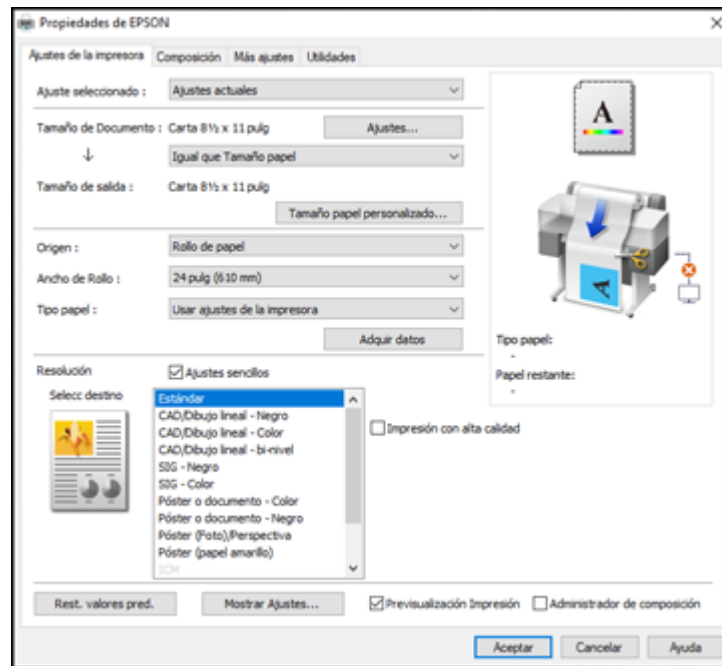 Propiedades de EPSON
Ajustes de la impresora Composición Más ajustes Utilidades
Ajuste seleccionado : Ajustes actuales
Tamaño de Documento : Carta 8½ x 11 pulg Ajustes...
Igual que Tamaño papel
Tamaño de salida : Carta 8½ x 11 pulg
Tamaño papel personalizado...
Origen : Rollo de papel
Ancho de Rollo : 24 pulg (610 mm)
Tipo papel : Usar ajustes de la impresora
Adquir datos
Resolución Ajustes sencillos
Selecc destino
Estándar
CAD/Dibujo lineal - Negro
CAD/Dibujo lineal - Color
CAD/Dibujo lineal - bi-nivel
SIG - Negro
SIG - Color
Póster o documento - Color
Póster o documento - Negro
Póster (Foto)/Perspectiva
Póster (papel amarillo)
ICM
Impresión con alta calidad
A
A
Tipo papel:
-
Papel restante:
-
Rest. valores pred. Mostrar Ajustes... Previsualización Impresión Administrador de composición
Aceptar Cancelar Ayuda